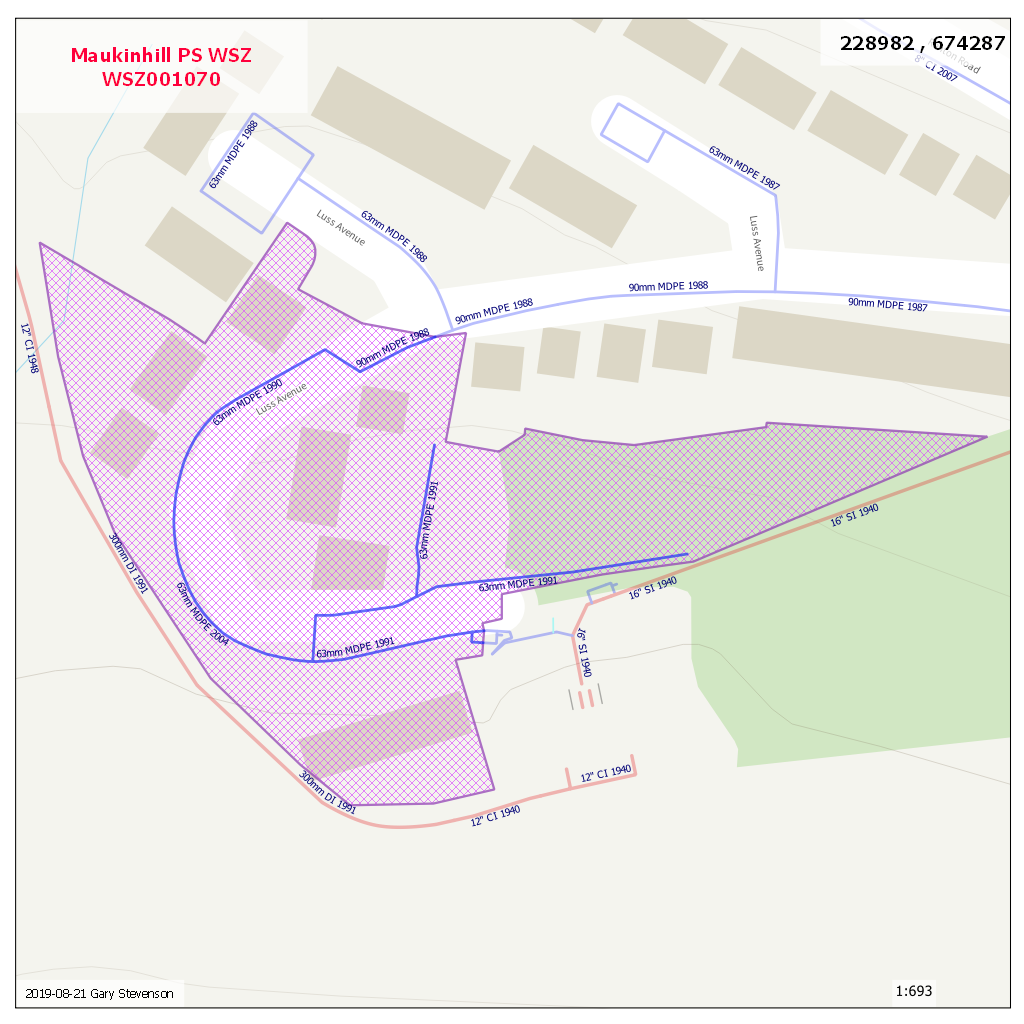 Maukinhill PS WSZ
WSZ001070
228982 , 674287
Road
8" CI 2007
63mm MDPE 1988
63mm MDPE 1987
63mm MDPE 1988
Luss Avenue
Luss Avenue
90mm MDPE 1988
90mm MDPE 1988
90mm MDPE 1987
12" CI 1948
90mm MDPE 1988
63mm MDPE 1990
Luss Avenue
63mm MDPE 1991
16" SI 1940
300mm DI 1991
63mm MDPE 1991
16" SI 1940
63mm MDPE 2004
63mm MDPE 1991
16" SI 1940
300mm DI 1991
12" CI 1940
12" CI 1940
2019-08-21 Gary Stevenson
1:693